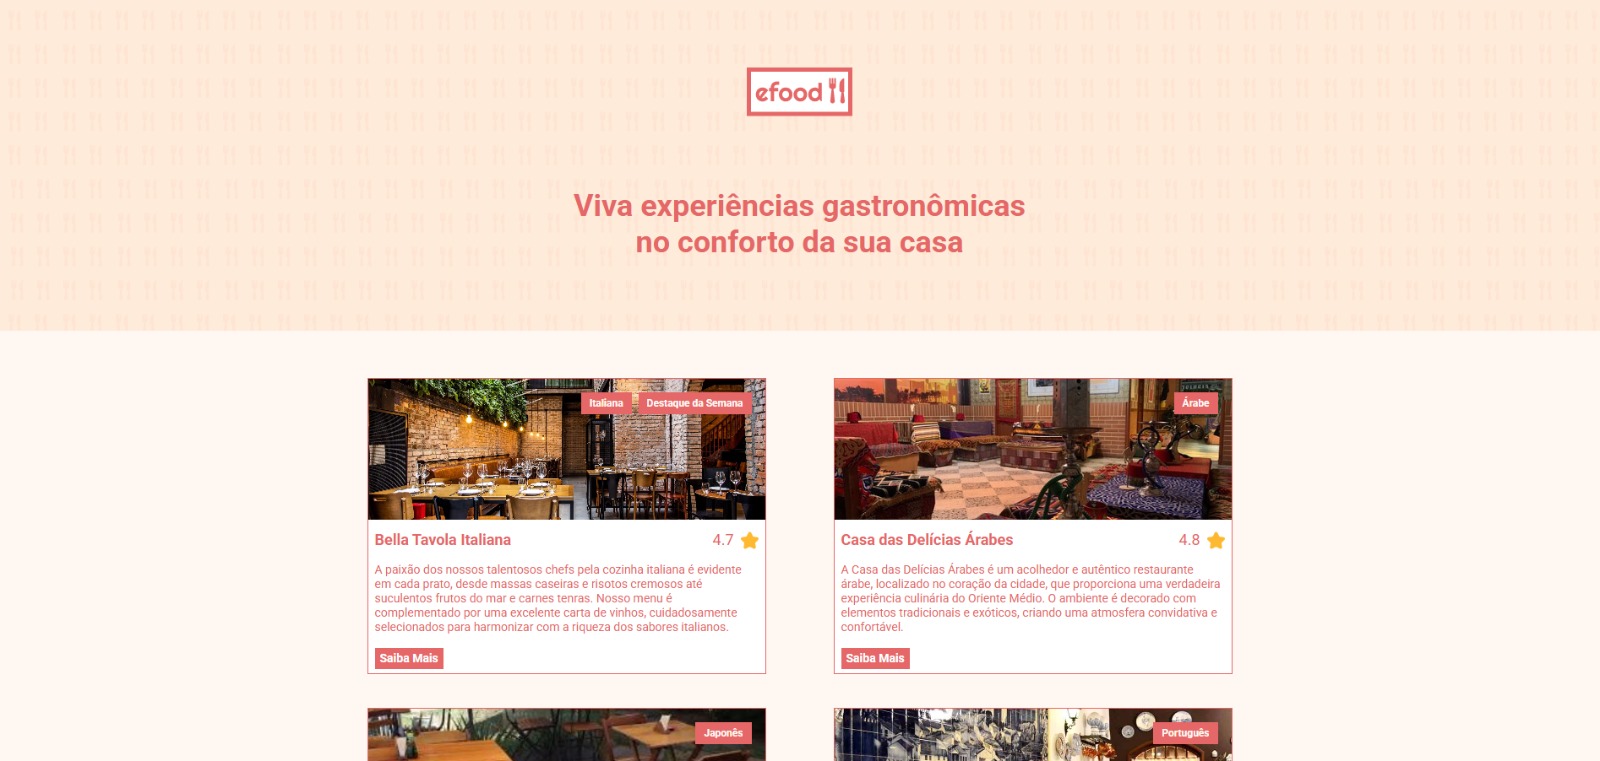 efood
Viva experiências gastronômicas
no conforto da sua casa
Italiana
Destaque da Semana
Bella Tavola Italiana
4.7
A paixão dos nossos talentosos chefs pela cozinha italiana é evidente
em cada prato, desde massas caseiras e risotos cremosos até
suculentos frutos do mar e carnes tenras. Nosso menu é
complementado por uma excelente carta de vinhos, cuidadosamente
selecionados para harmonizar com a riqueza dos sabores italianos.
Saiba Mais
Árabe
Casa das Delícias Árabes
4.8
A Casa das Delícias Árabes é um acolhedor e autêntico restaurante
árabe, localizado no coração da cidade, que proporciona uma verdadeira
experiência culinária do Oriente Médio. O ambiente é decorado com
elementos tradicionais e exóticos, criando uma atmosfera convidativa e
confortável.
Saiba Mais
Japonês
Português